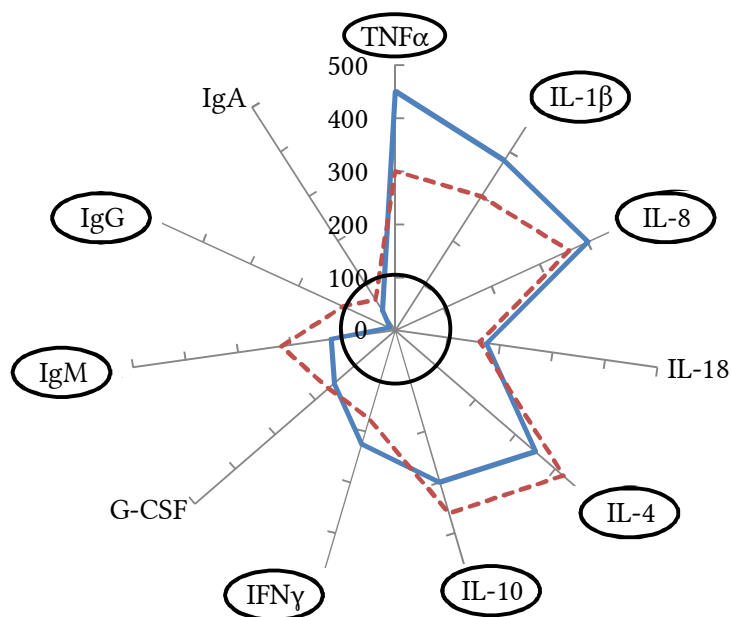 TNFα
500
IL-1β
IgA
400
300
IgG
IL-8
200
100
0
IgM
IL-18
G-CSF
IL-4
IFNγ
IL-10